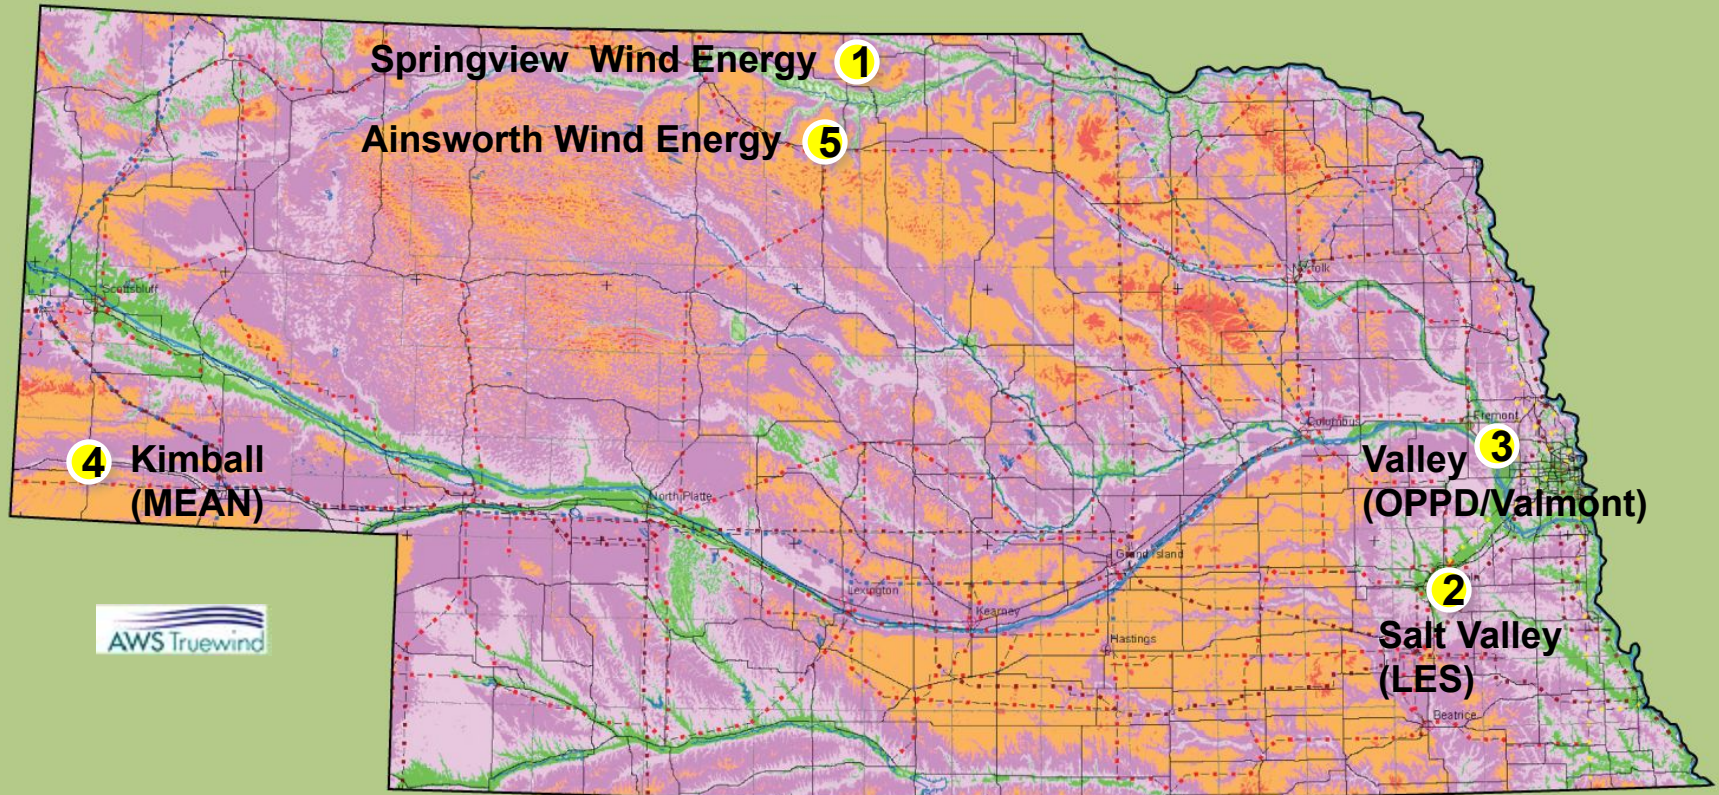 Springview Wind Energy 1
Ainsworth Wind Energy 5
Norfolk
Scottsbluff
Fremont
Columbus
3
Valley
(OPPD/Valmont)
4 Kimball
(MEAN)
North Platte
Grand Island
2
Lexington
Kearney
Hastings
Salt Valley
(LES)
AWS Truewind
Beatrice